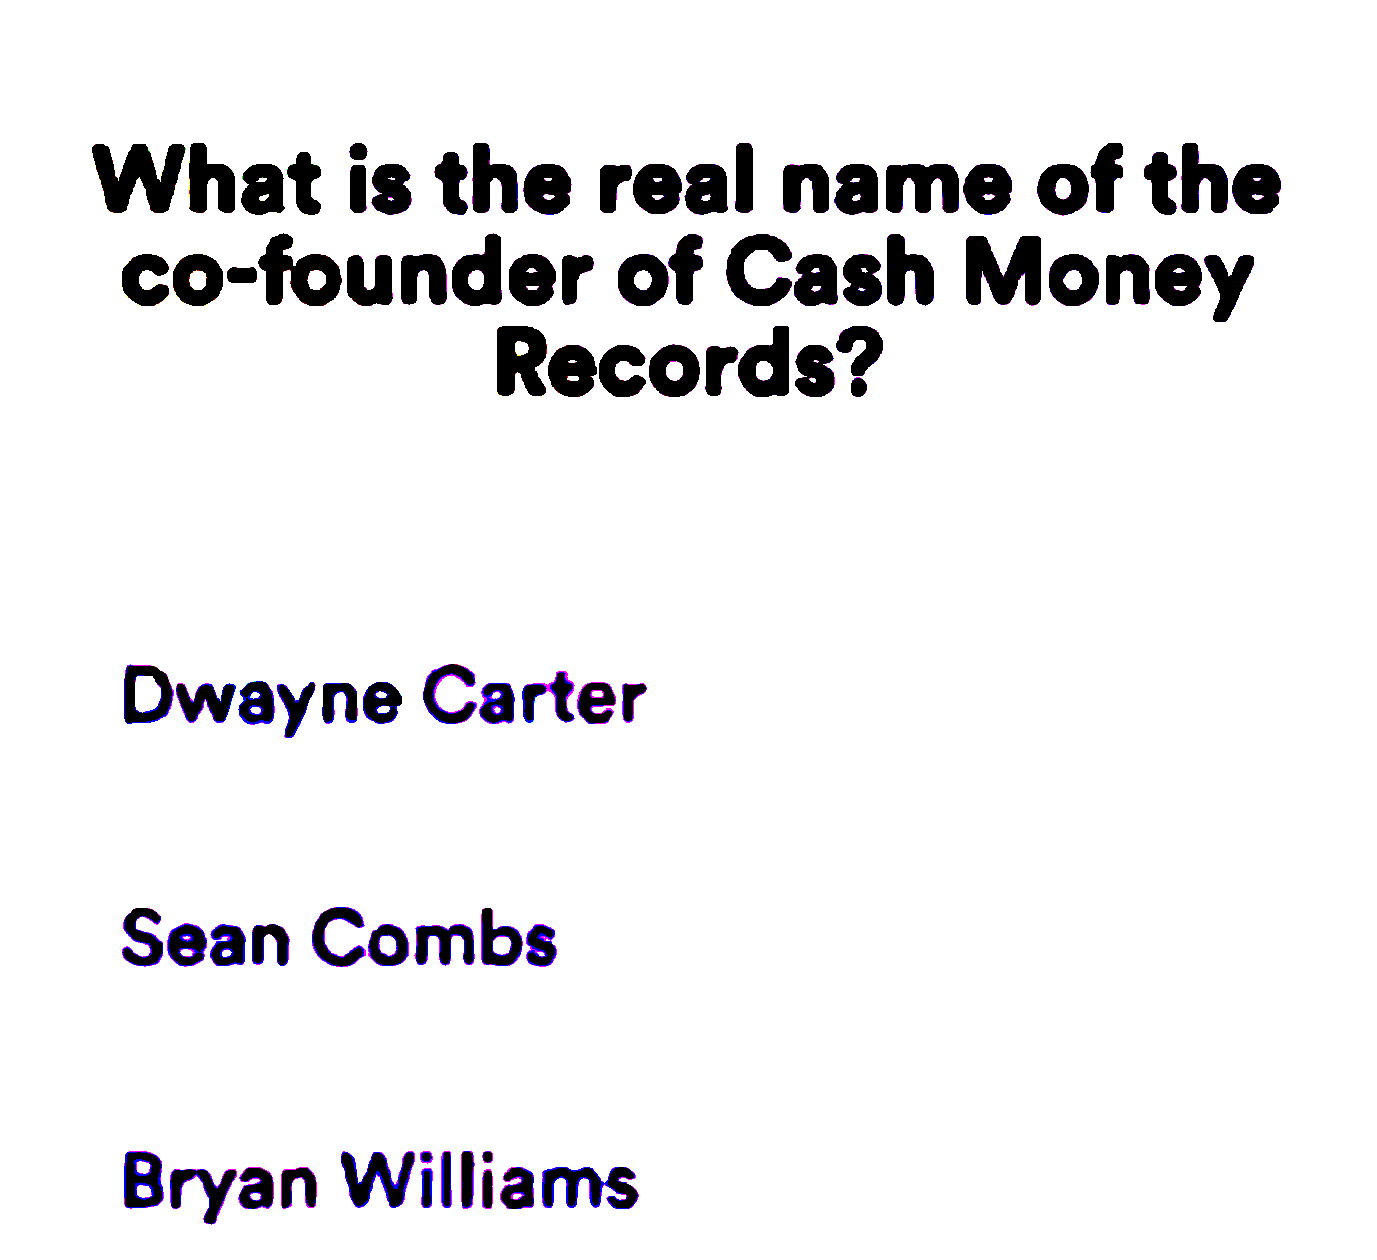 What is the real name of the
co-founder of Cash Money
Records?
Dwayne Carter
Sean Combs
Bryan Williams